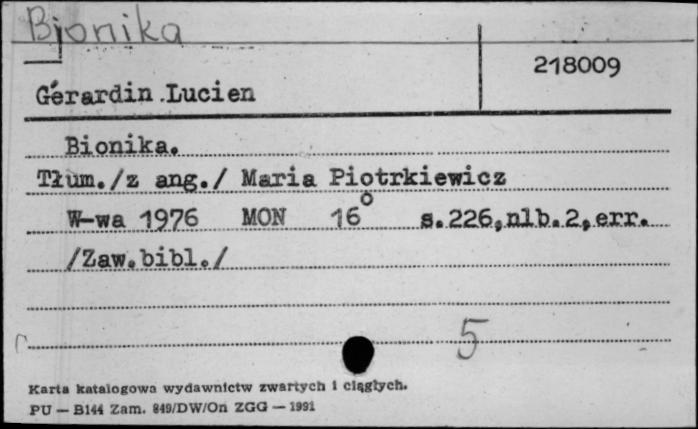 Bionika
218009
Gérardin Lucien
Bionika.
Tłum./z ang./ Maria Piotrkiewicz
W-wa 1976 MON 16° s.226,nlb.2,err.
/Zaw.bibl./
5
Karta katalogowa wydawnictw zwartych i ciągłych.
PU — B144 Zam. 849/DW/On ZGG — 1991